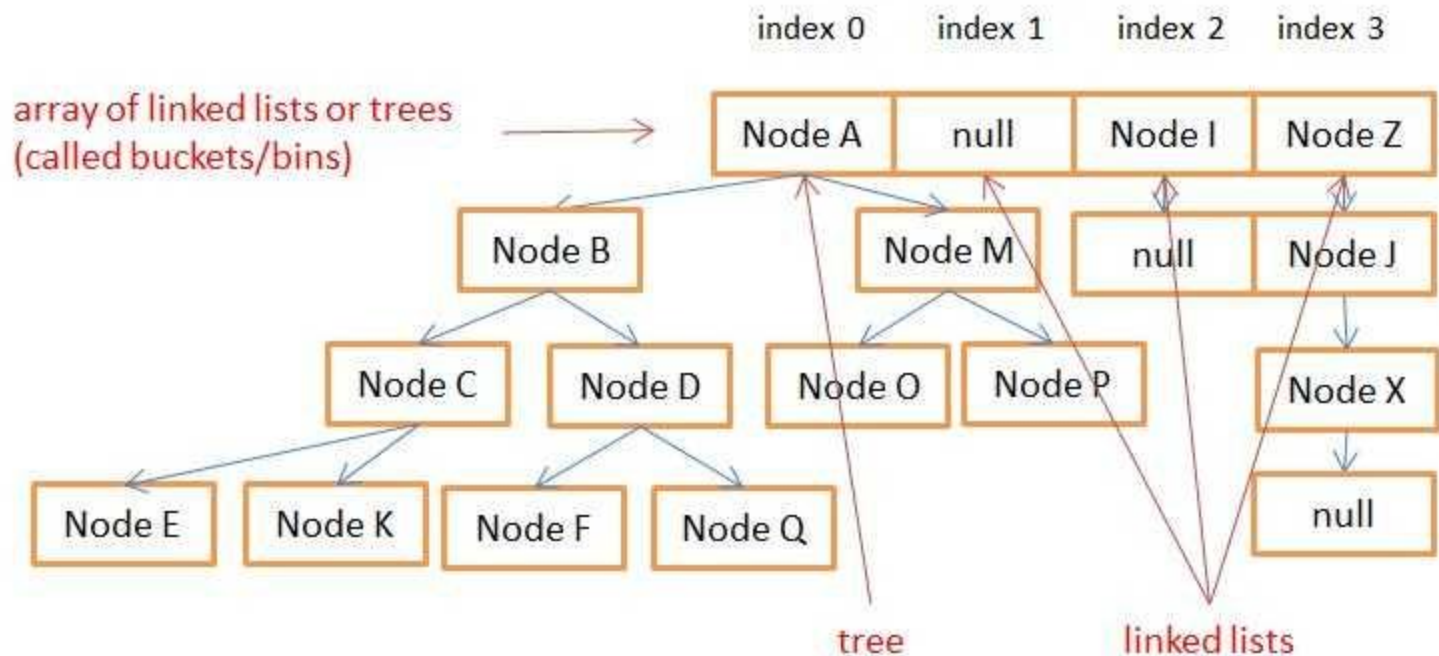 index 0 index 1 index 2 index 3
array of linked lists or trees
(called buckets/bins)
Node A null Node I Node Z
Node B Node M null Node J
Node C Node D Node O Node P Node X
Node E Node K Node F Node Q null
tree linked lists